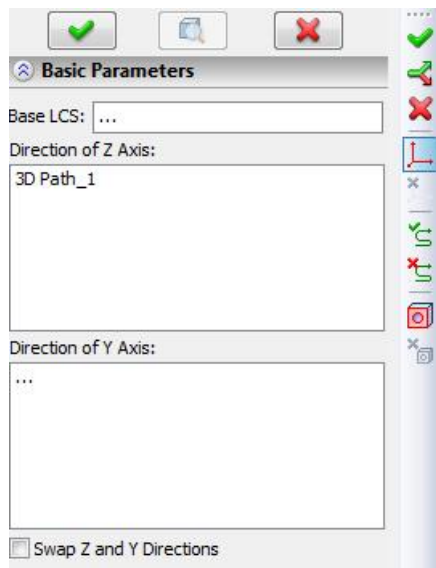 Basic Parameters
Base LCS: ...
Direction of Z Axis:
3D Path_1
Direction of Y Axis:
...
Swap Z and Y Directions